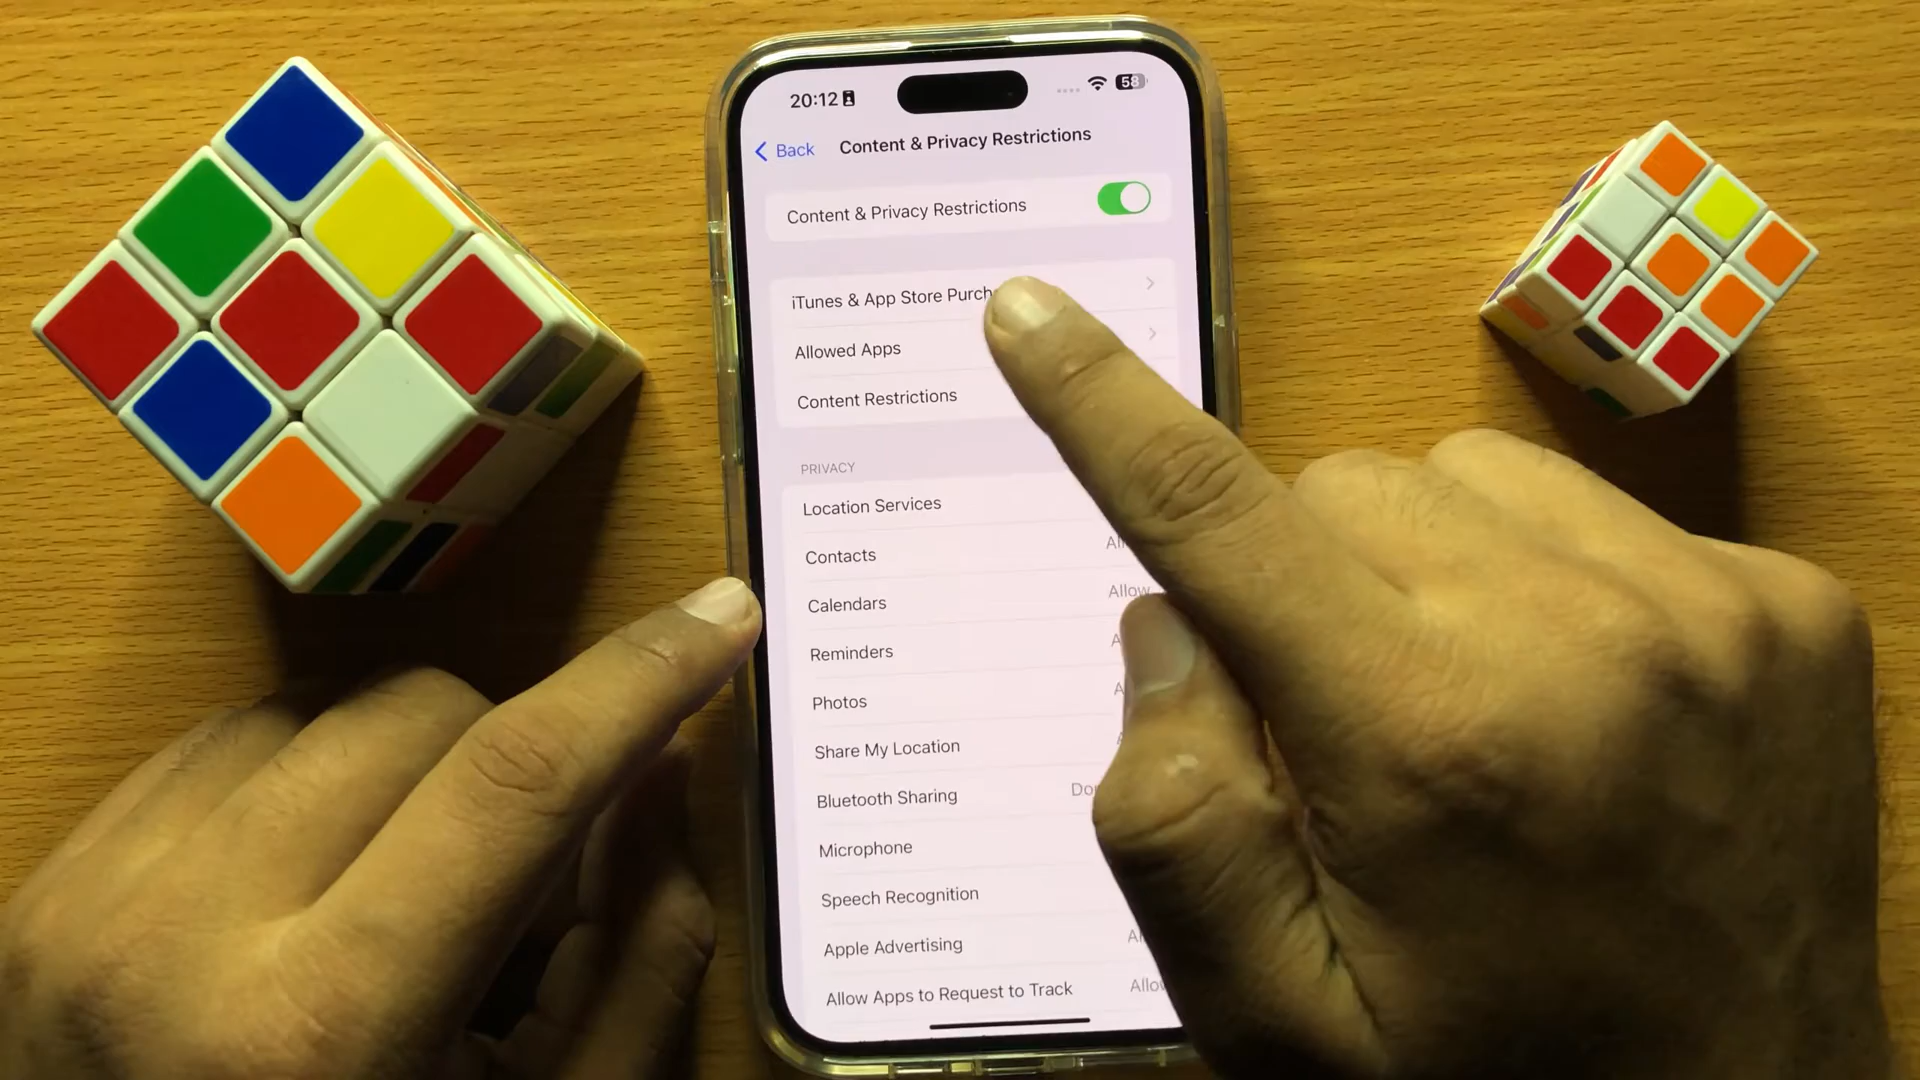 20:12
58
Back
Content & Privacy Restrictions
Content & Privacy Restrictions
iTunes & App Store Purch
Allowed Apps
Content Restrictions
PRIVACY
Location Services
Contacts
Calendars Allow
Reminders
Photos
Share My Location
Bluetooth Sharing
Microphone
Speech Recognition
Apple Advertising
Allow Apps to Request to Track Allow